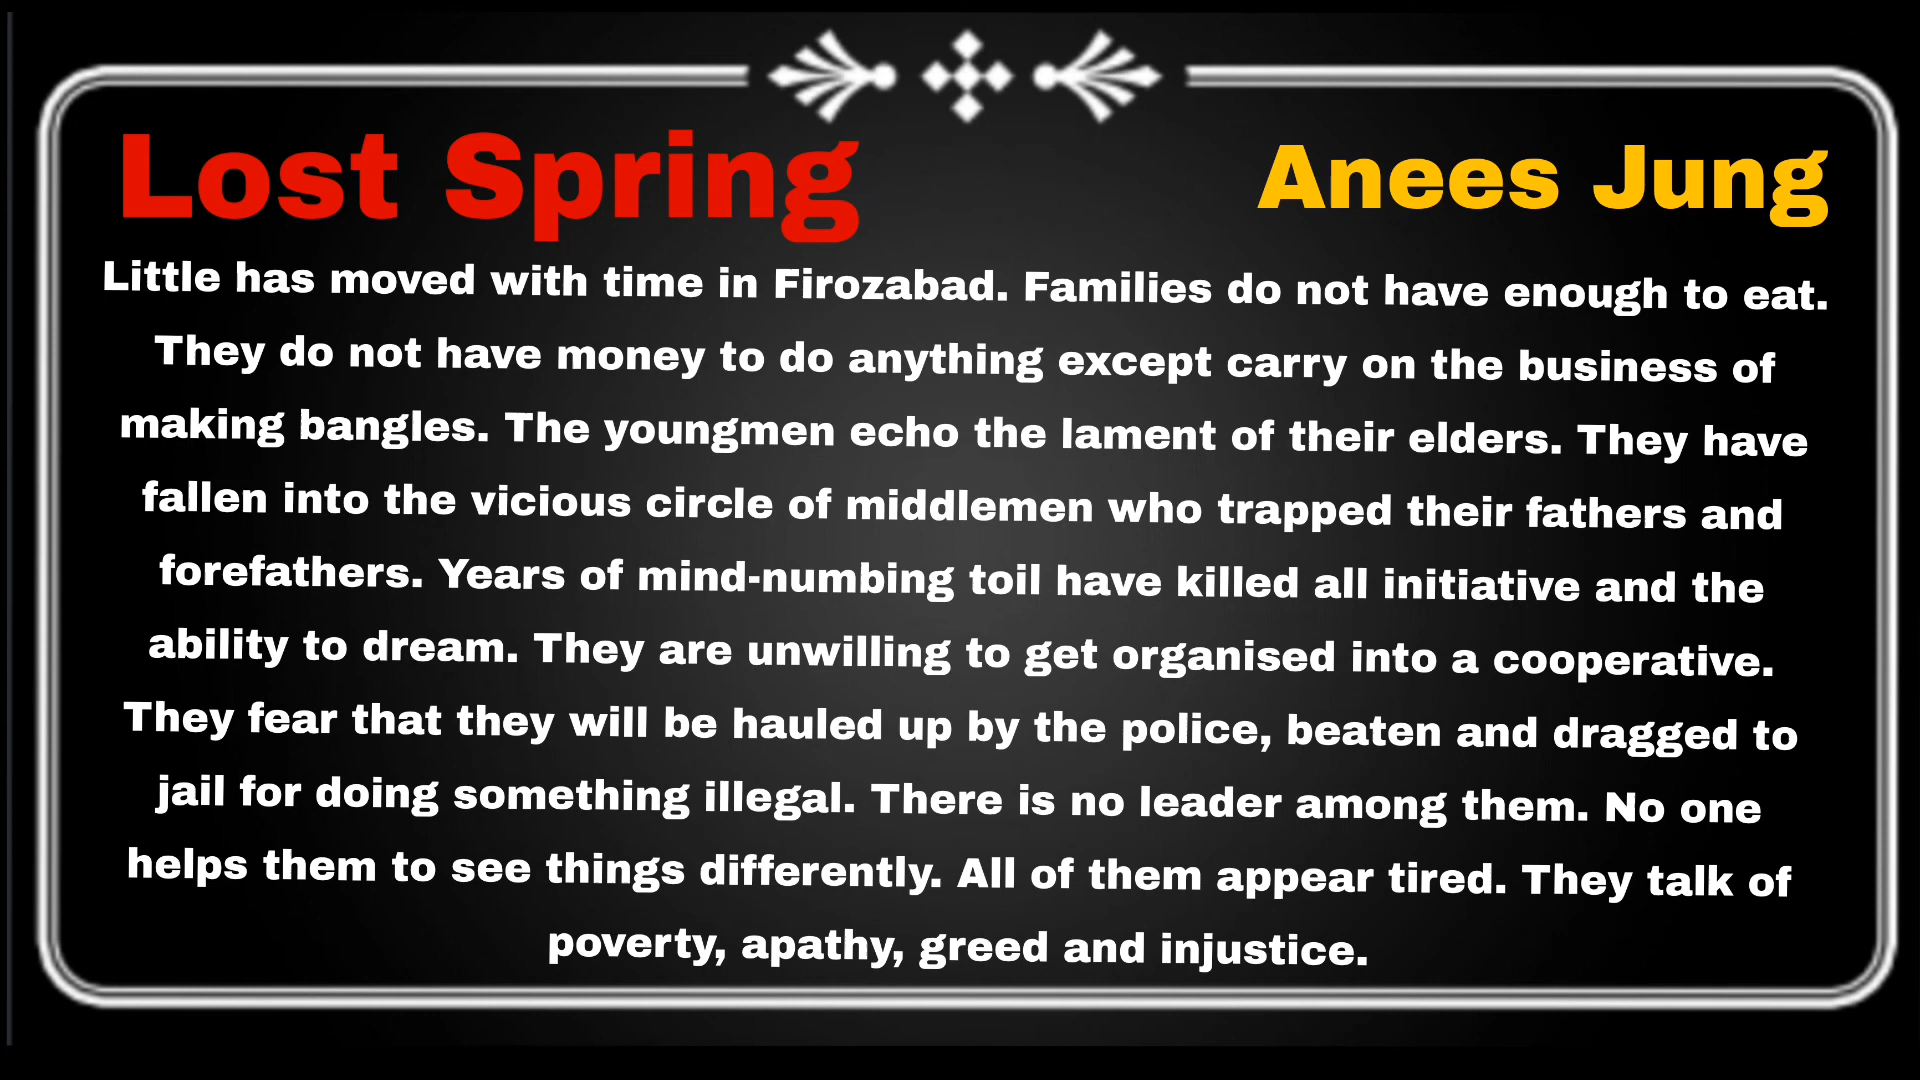 Lost Spring
Anees Jung
Little has moved with time in Firozabad. Families do not have enough to eat.
They do not have money to do anything except carry on the business of
making bangles. The youngmen echo the lament of their elders. They have
fallen into the vicious circle of middlemen who trapped their fathers and
forefathers. Years of mind-numbing toil have killed all initiative and the
ability to dream. They are unwilling to get organised into a cooperative.
They fear that they will be hauled up by the police, beaten and dragged to
jail for doing something illegal. There is no leader among them. No one
helps them to see things differently. All of them appear tired. They talk of
poverty, apathy, greed and injustice.